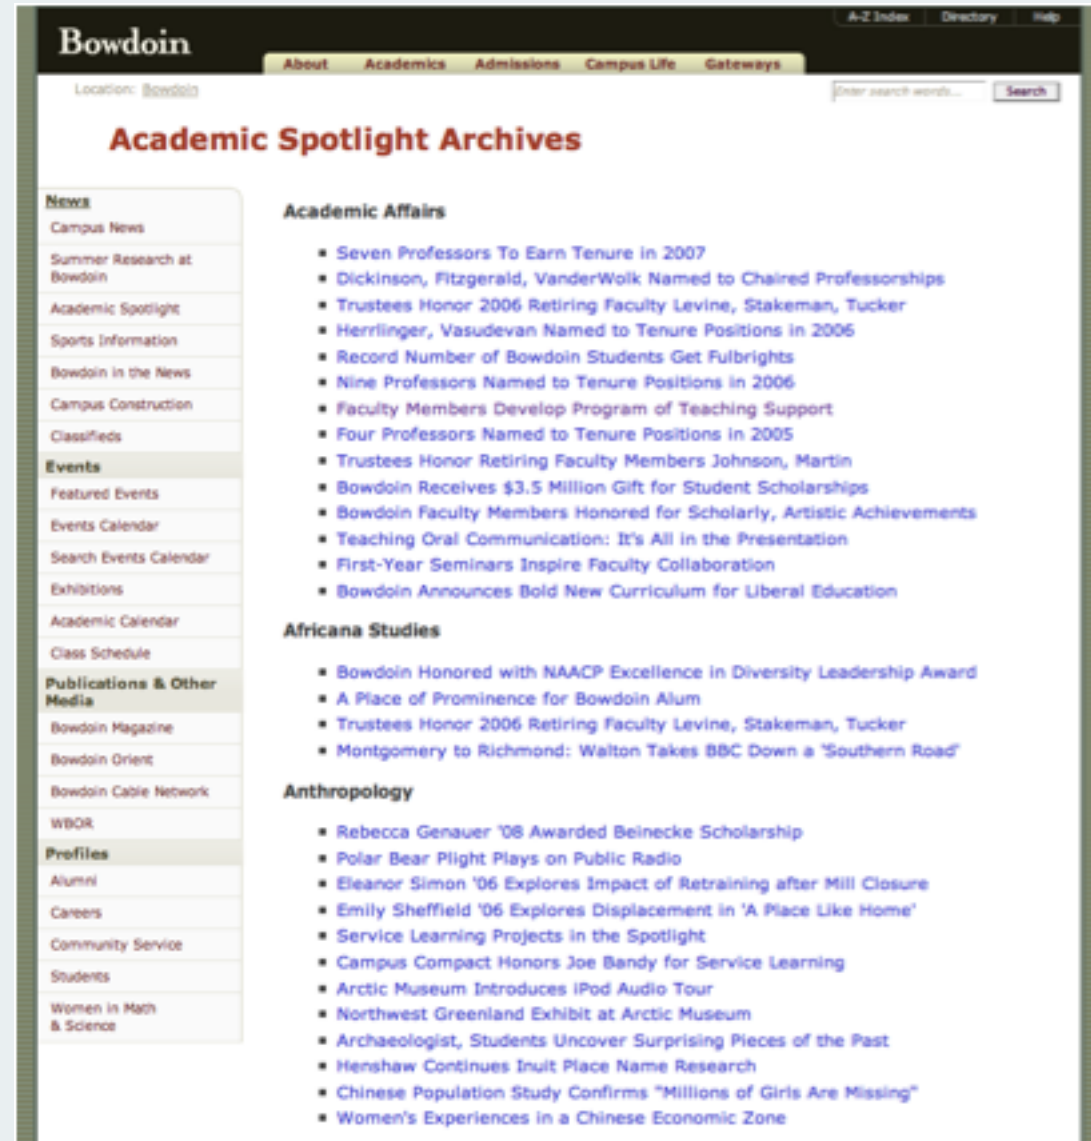 A-Z Index Directory Help
Bowdoin
About Academics Admissions Campus Life Gateways
Location: Bowdoin
Enter search words... Search
Academic Spotlight Archives
News
Campus News
Summer Research at
Bowdoin
Academic Spotlight
Sports Information
Bowdoin in the News
Campus Construction
Classifieds
Events
Featured Events
Events Calendar
Search Events Calendar
Exhibitions
Academic Calendar
Class Schedule
Publications & Other
Media
Bowdoin Magazine
Bowdoin Orient
Bowdoin Cable Network
WBOR
Profiles
Alumni
Careers
Community Service
Students
Women in Math
& Science
Academic Affairs
Seven Professors To Earn Tenure in 2007
Dickinson, Fitzgerald, VanderWolk Named to Chaired Professorships
Trustees Honor 2006 Retiring Faculty Levine, Stakeman, Tucker
Herrlinger, Vasudevan Named to Tenure Positions in 2006
Record Number of Bowdoin Students Get Fulbrights
Nine Professors Named to Tenure Positions in 2006
Faculty Members Develop Program of Teaching Support
Four Professors Named to Tenure Positions in 2005
Trustees Honor Retiring Faculty Members Johnson, Martin
Bowdoin Receives $3.5 Million Gift for Student Scholarships
Bowdoin Faculty Members Honored for Scholarly, Artistic Achievements
Teaching Oral Communication: It's All in the Presentation
First-Year Seminars Inspire Faculty Collaboration
Bowdoin Announces Bold New Curriculum for Liberal Education
Africana Studies
Bowdoin Honored with NAACP Excellence in Diversity Leadership Award
A Place of Prominence for Bowdoin Alum
Trustees Honor 2006 Retiring Faculty Levine, Stakeman, Tucker
Montgomery to Richmond: Walton Takes BBC Down a 'Southern Road'
Anthropology
Rebecca Genauer '08 Awarded Beinecke Scholarship
Polar Bear Plight Plays on Public Radio
Eleanor Simon '06 Explores Impact of Retraining after Mill Closure
Emily Sheffield '06 Explores Displacement in 'A Place Like Home'
Service Learning Projects in the Spotlight
Campus Compact Honors Joe Bandy for Service Learning
Arctic Museum Introduces iPod Audio Tour
Northwest Greenland Exhibit at Arctic Museum
Archaeologist, Students Uncover Surprising Pieces of the Past
Henshaw Continues Inuit Place Name Research
Chinese Population Study Confirms "Millions of Girls Are Missing"
Women's Experiences in a Chinese Economic Zone